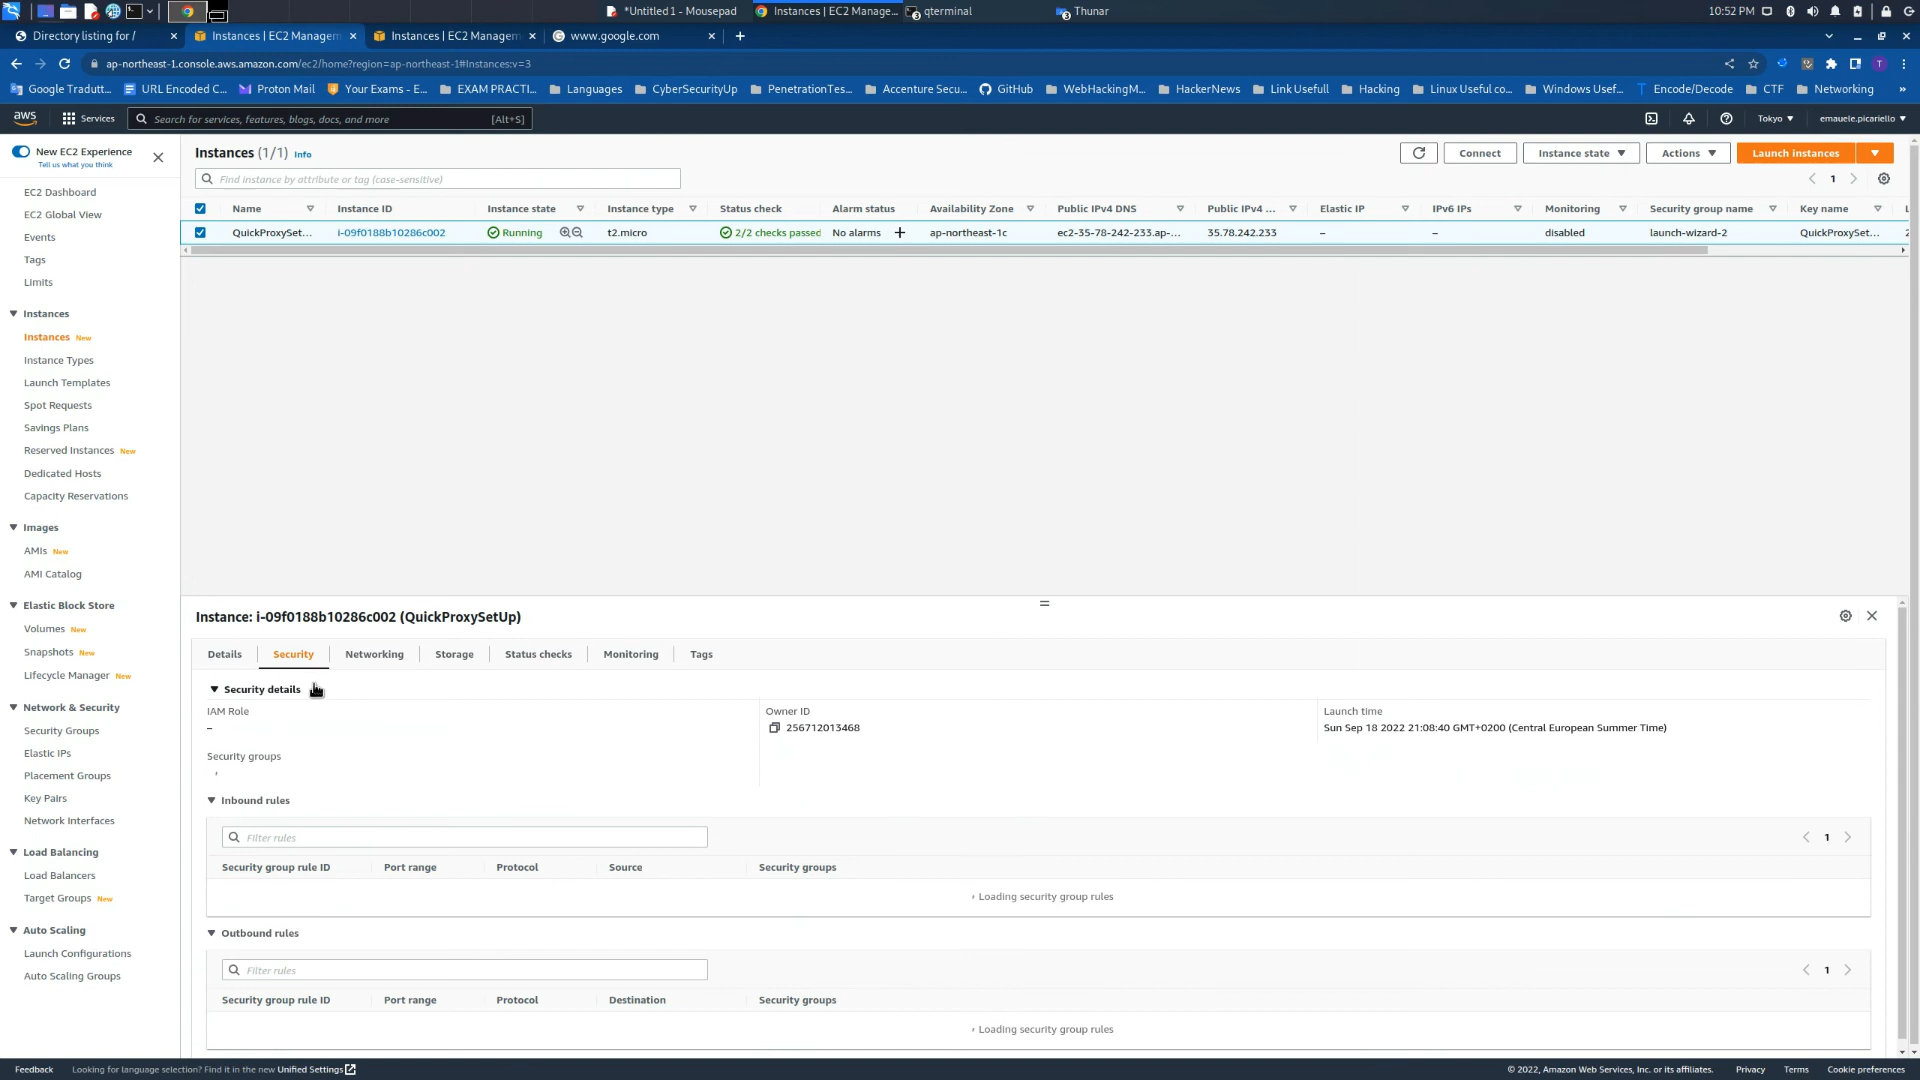 *Untitled 1 - Mousepad
Instances | EC2 Manage...
qterminal
Thunar
10:52 PM
Directory listing for /
Instances | EC2 Managem
Instances | EC2 Managem
www.google.com
ap-northeast-1.console.aws.amazon.com/ec2/home?region=ap-northeast-1#Instances:v=3
Google Tradutt...
URL Encoded C...
Proton Mail
Your Exams - E...
EXAM PRACTI...
Languages
CyberSecurityUp
PenetrationTes...
Accenture Secu...
GitHub
WebHackingM...
HackerNews
Link Usefull
Hacking
Linux Useful co...
Windows Usef...
Encode/Decode
CTF
Networking
»
aws
Services
Search for services, features, blogs, docs, and more
[Alt+S]
Tokyo
emauele.picariello
New EC2 Experience
Tell us what you think
EC2 Dashboard
EC2 Global View
Events
Tags
Limits
Instances
Instances New
Instance Types
Launch Templates
Spot Requests
Savings Plans
Reserved Instances New
Dedicated Hosts
Capacity Reservations
Images
AMIs New
AMI Catalog
Elastic Block Store
Volumes New
Snapshots New
Lifecycle Manager New
Network & Security
Security Groups
Elastic IPs
Placement Groups
Key Pairs
Network Interfaces
Load Balancing
Load Balancers
Target Groups New
Auto Scaling
Launch Configurations
Auto Scaling Groups
Instances (1/1) Info
Connect
Instance state
Actions
Launch instances
Find instance by attribute or tag (case-sensitive)
1
Name
Instance ID
Instance state
Instance type
Status check
Alarm status
Availability Zone
Public IPv4 DNS
Public IPv4 ...
Elastic IP
IPv6 IPs
Monitoring
Security group name
Key name
QuickProxySet...
i-09f0188b10286c002
Running
t2.micro
2/2 checks passed
No alarms
ap-northeast-1c
ec2-35-78-242-233.ap-...
35.78.242.233
–
–
disabled
launch-wizard-2
QuickProxySet...
Instance: i-09f0188b10286c002 (QuickProxySetUp)
Details
Security
Networking
Storage
Status checks
Monitoring
Tags
Security details
IAM Role
–
Owner ID
256712013468
Launch time
Sun Sep 18 2022 21:08:40 GMT+0200 (Central European Summer Time)
Security groups
Inbound rules
Filter rules
1
Security group rule ID
Port range
Protocol
Source
Security groups
Loading security group rules
Outbound rules
Filter rules
1
Security group rule ID
Port range
Protocol
Destination
Security groups
Loading security group rules
Feedback
Looking for language selection? Find it in the new Unified Settings
© 2022, Amazon Web Services, Inc. or its affiliates.
Privacy
Terms
Cookie preferences